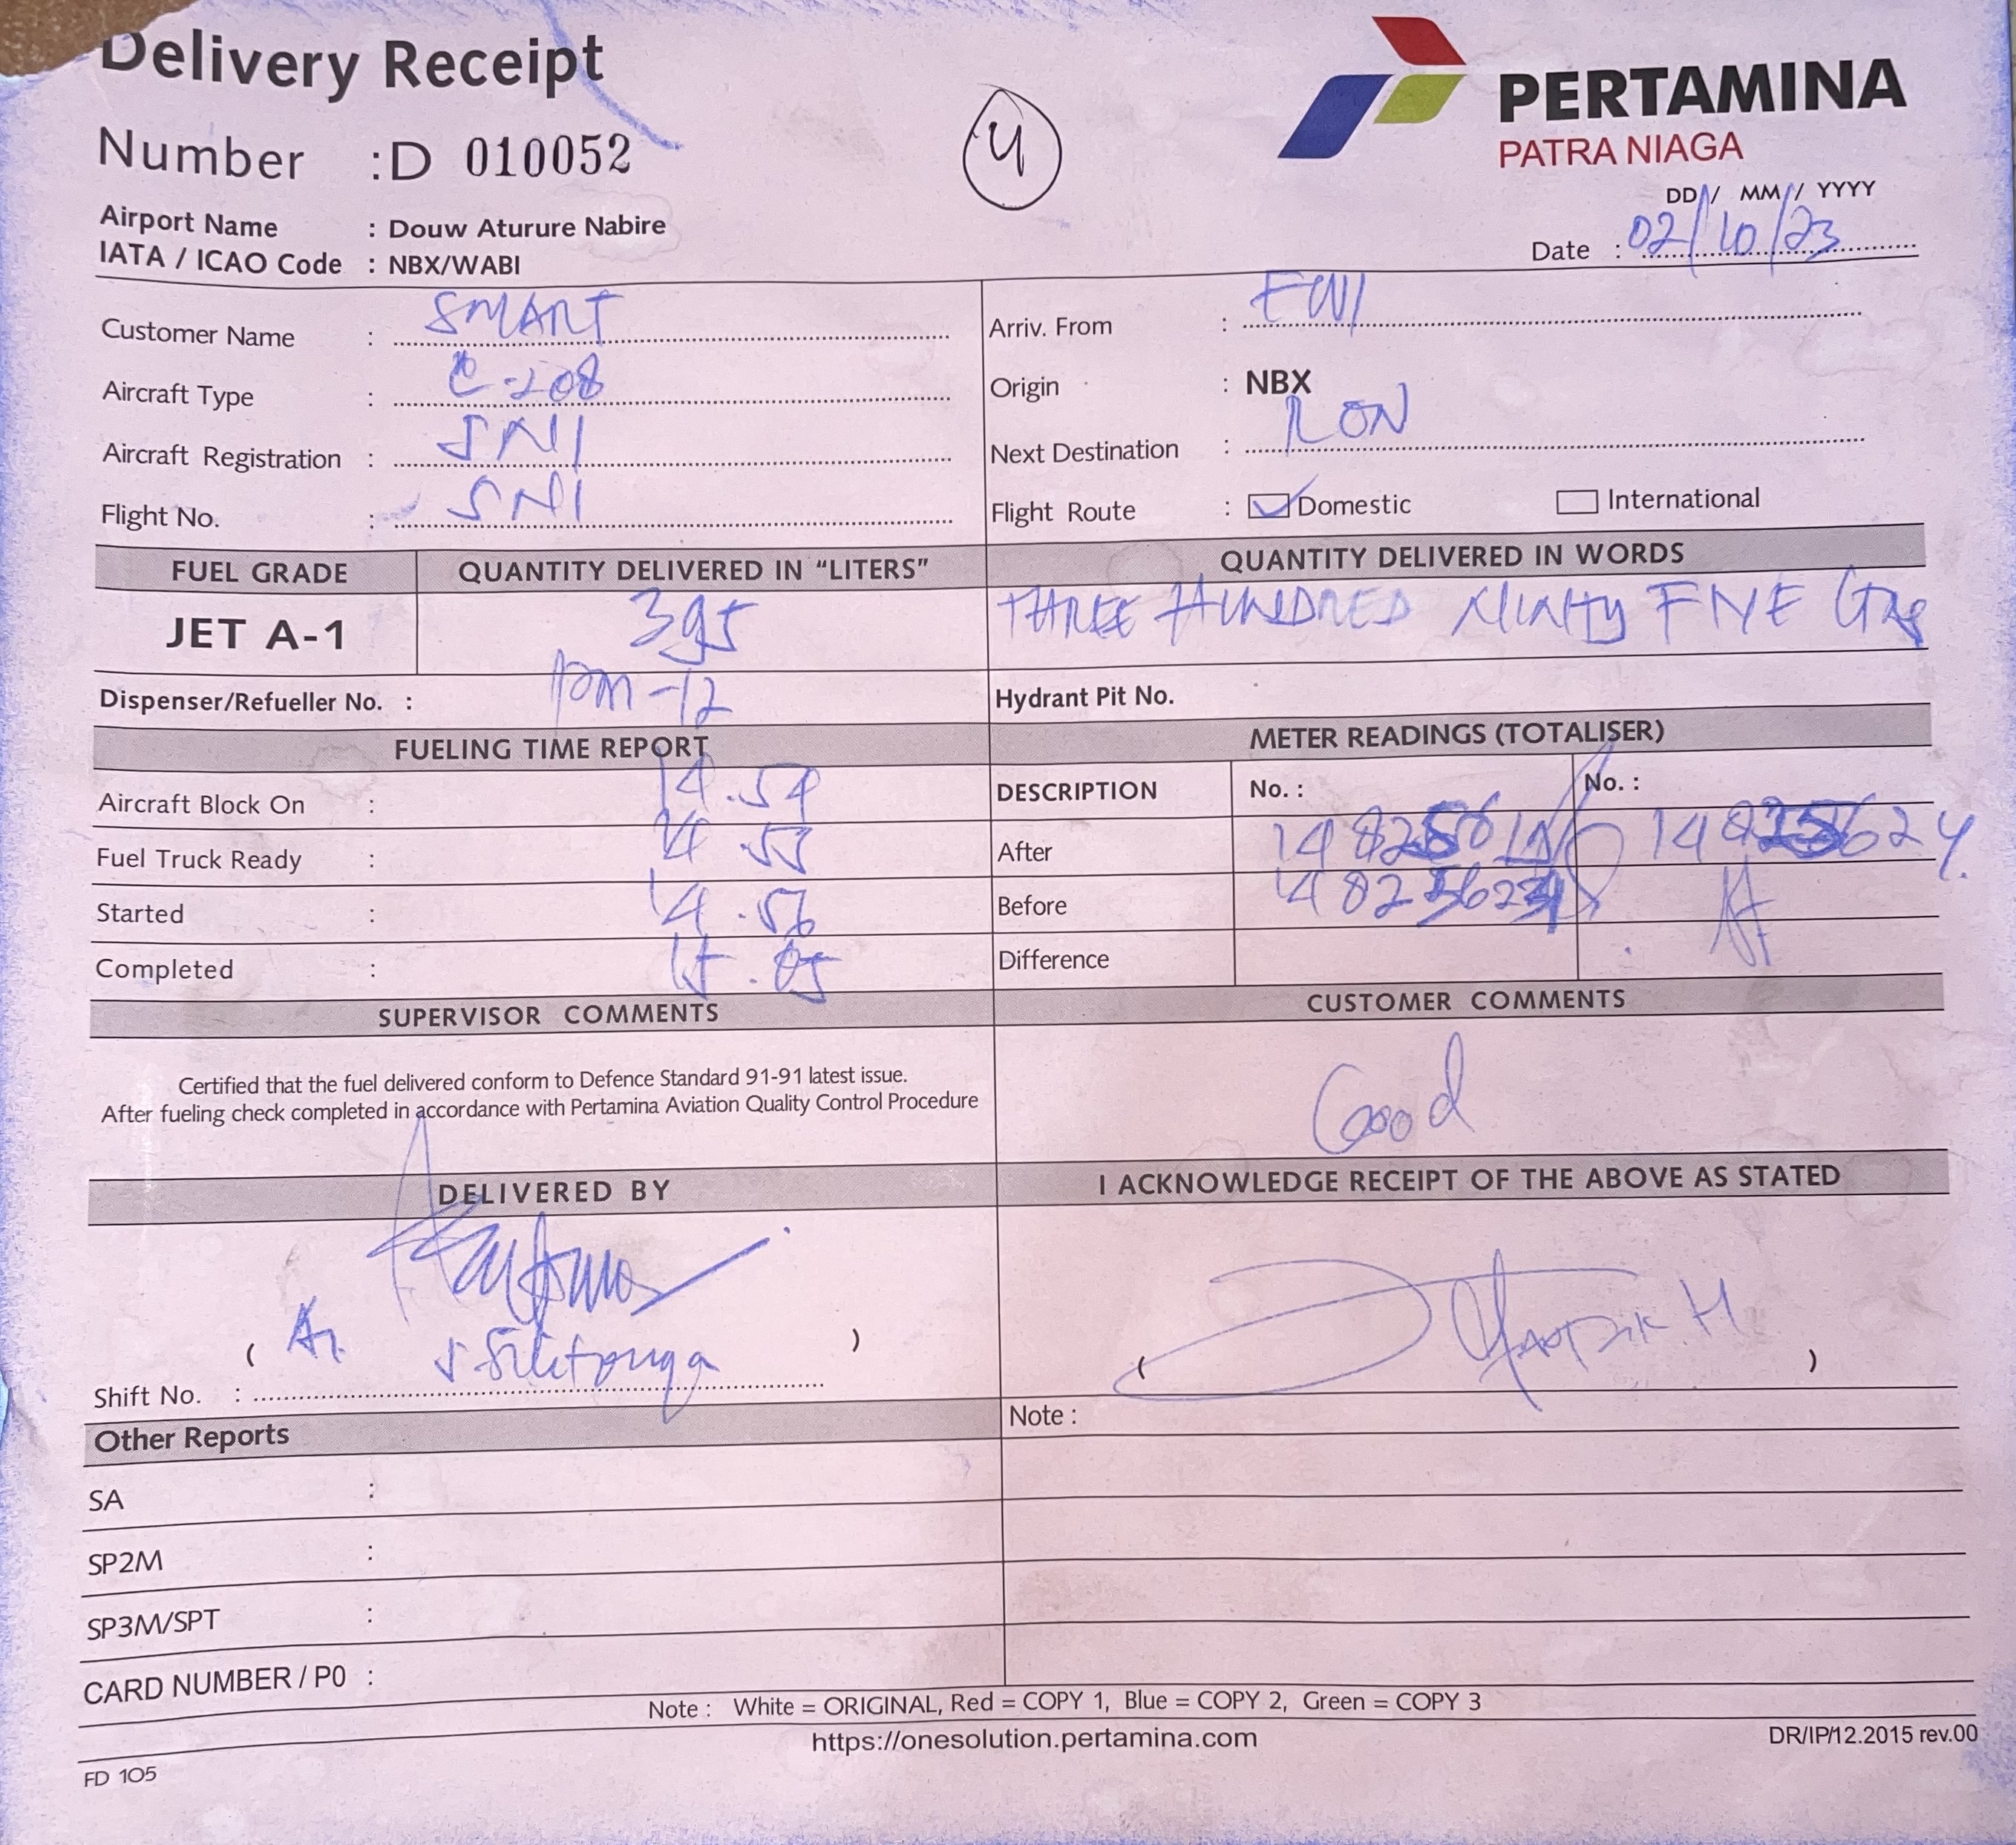 Delivery Receipt
PERTAMINA
PATRA NIAGA
Number : D 010052
4
DD / MM / YYYY
Date : 02/10/23
Airport Name : Douw Aturure Nabire
IATA / ICAO Code : NBX/WABI
Customer Name : SMART
Arriv. From :
Aircraft Type : C-208
Origin : NBX
Aircraft Registration : SNI
Next Destination : RON
Flight No. : SNI
Flight Route : Domestic International
FUEL GRADE QUANTITY DELIVERED IN “LITERS” QUANTITY DELIVERED IN WORDS
JET A-1 395 THREE HUNDRED NINITY FIVE
Dispenser/Refueller No. : Hydrant Pit No.
FUELING TIME REPORT METER READINGS (TOTALISER)
Aircraft Block On : 14.54
DESCRIPTION No. : No. :
Fuel Truck Ready : 14.55
After
Started : 14.56
Before
Completed : 15.05
Difference
SUPERVISOR COMMENTS CUSTOMER COMMENTS
Certified that the fuel delivered conform to Defence Standard 91-91 latest issue.
After fueling check completed in accordance with Pertamina Aviation Quality Control Procedure
Good
DELIVERED BY I ACKNOWLEDGE RECEIPT OF THE ABOVE AS STATED
( )
( )
Shift No. :
Other Reports Note :
SA :
SP2M :
SP3M/SPT :
CARD NUMBER / P0 :
Note : White = ORIGINAL, Red = COPY 1, Blue = COPY 2, Green = COPY 3
https://onesolution.pertamina.com
DR/IP/12.2015 rev.00
FD 105